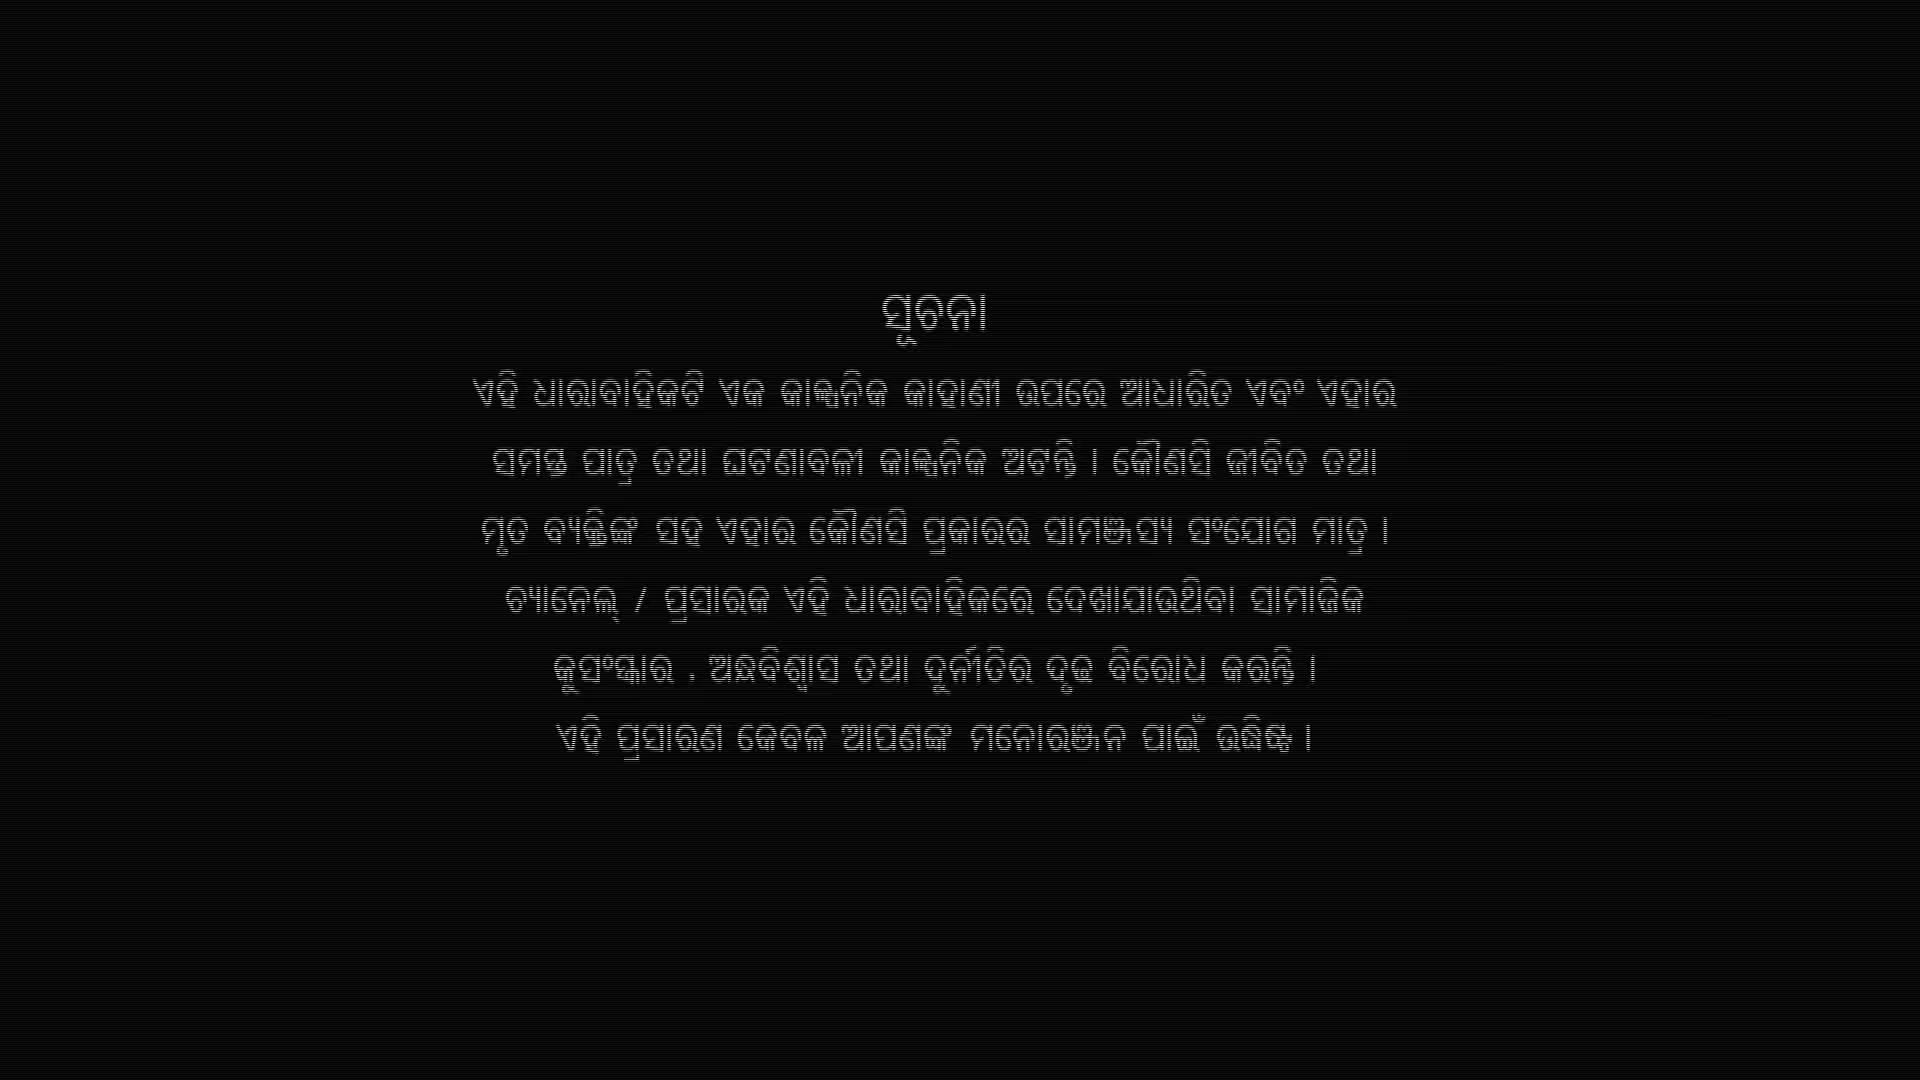 ସୂଚନା
ଏହି ଧାରାବାହିକଟି ଏକ କାଳ୍ପନିକ କାହାଣୀ ଉପରେ ଆଧାରିତ ଏବଂ ଏହାର
ସମସ୍ତ ପାତ୍ର ତଥା ଘଟଣାବଳୀ କାଳ୍ପନିକ ଅଟନ୍ତି । କୌଣସି ଜୀବିତ ତଥା
ମୃତ ବ୍ୟକ୍ତିଙ୍କ ସହ ଏହାର କୌଣସି ପ୍ରକାରର ସାମଞ୍ଜସ୍ୟ ସଂଯୋଗ ମାତ୍ର ।
ଚ୍ୟାନେଲ୍ / ପ୍ରସାରକ ଏହି ଧାରାବାହିକରେ ଦେଖାଯାଉଥିବା ସାମାଜିକ
କୁସଂସ୍କାର , ଅନ୍ଧବିଶ୍ୱାସ ତଥା ଦୁର୍ନୀତିର ଦୃଢ ବିରୋଧ କରନ୍ତି ।
ଏହି ପ୍ରସାରଣ କେବଳ ଆପଣଙ୍କ ମନୋରଞ୍ଜନ ପାଇଁ ଉଦ୍ଦିଷ୍ଟ ।